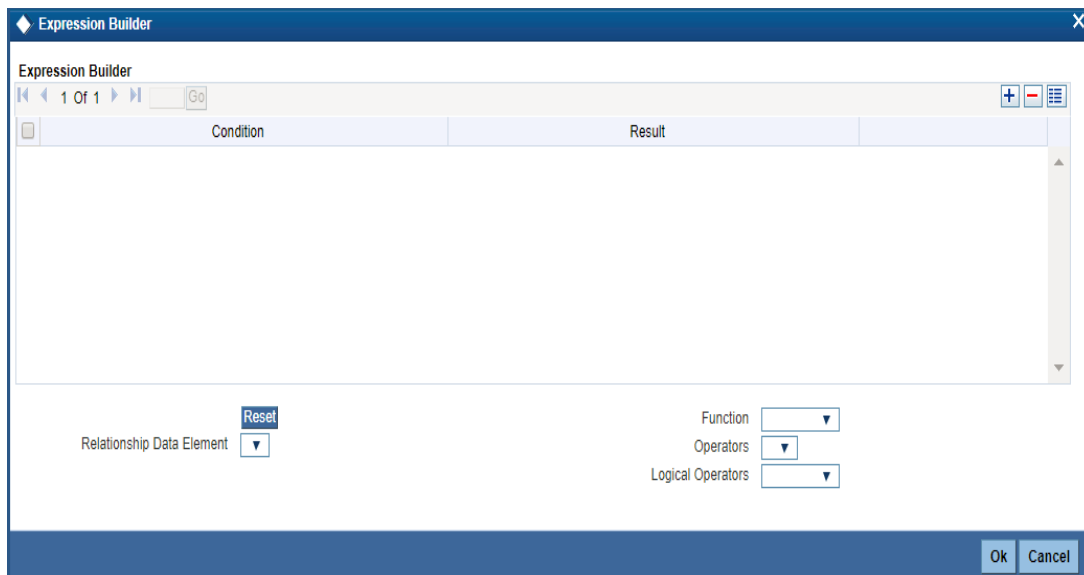 Expression Builder
X
Expression Builder
1 Of 1 Go
Condition Result
Reset
Relationship Data Element
Function
Operators
Logical Operators
Ok Cancel